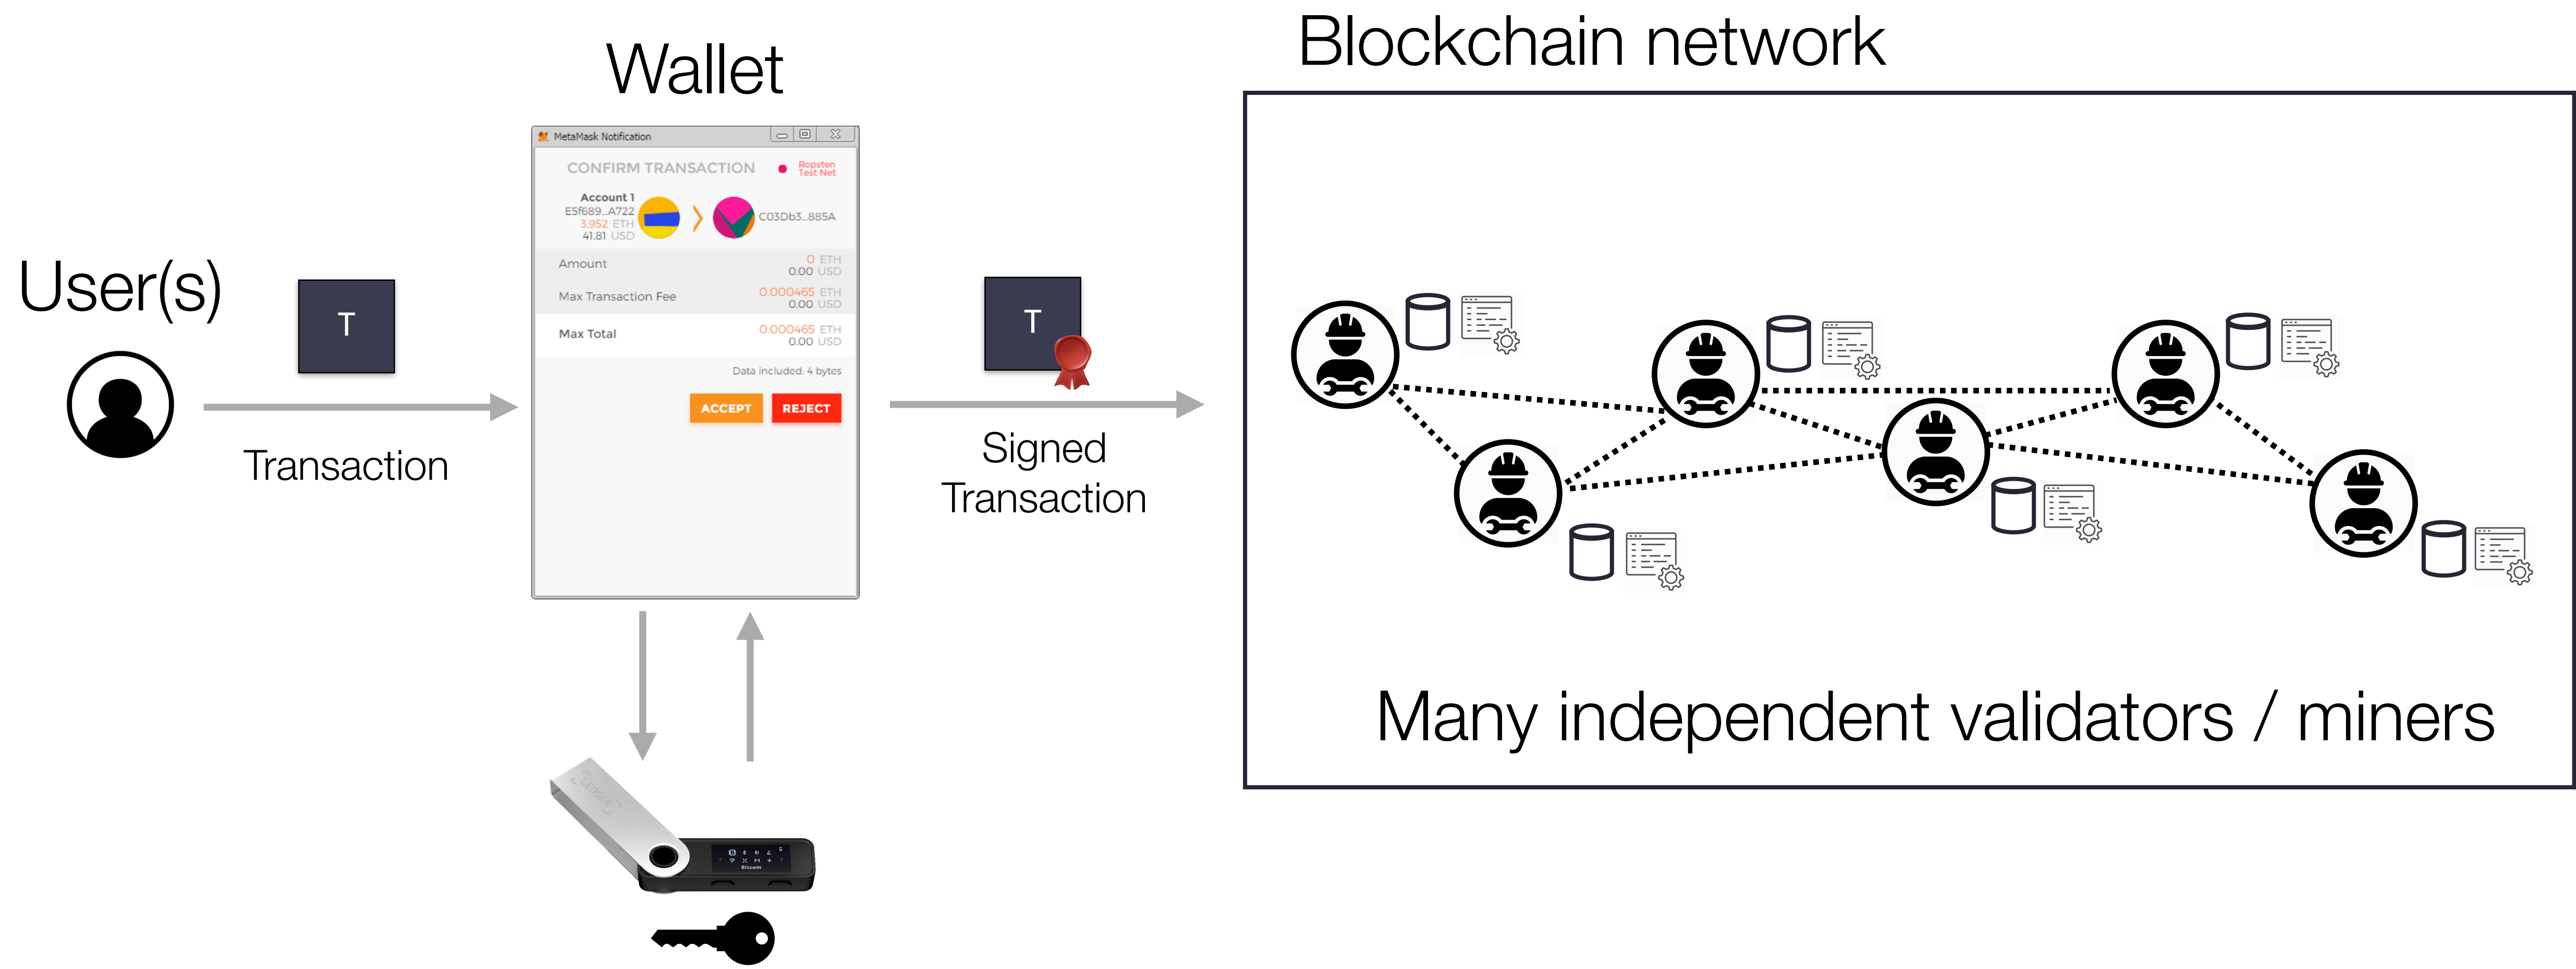 User(s)
T
Transaction
Wallet
MetaMask Notification
CONFIRM TRANSACTION
Ropsten
Test Net
Account 1
E5f689...A722
3.952 ETH
41.81 USD
C03Db3...885A
Amount
0 ETH
0.00 USD
Max Transaction Fee
0.000465 ETH
0.00 USD
Max Total
0.000465 ETH
0.00 USD
Data included: 4 bytes
ACCEPT
REJECT
LEDGER
Bitcoin
T
Signed
Transaction
Blockchain network
Many independent validators / miners